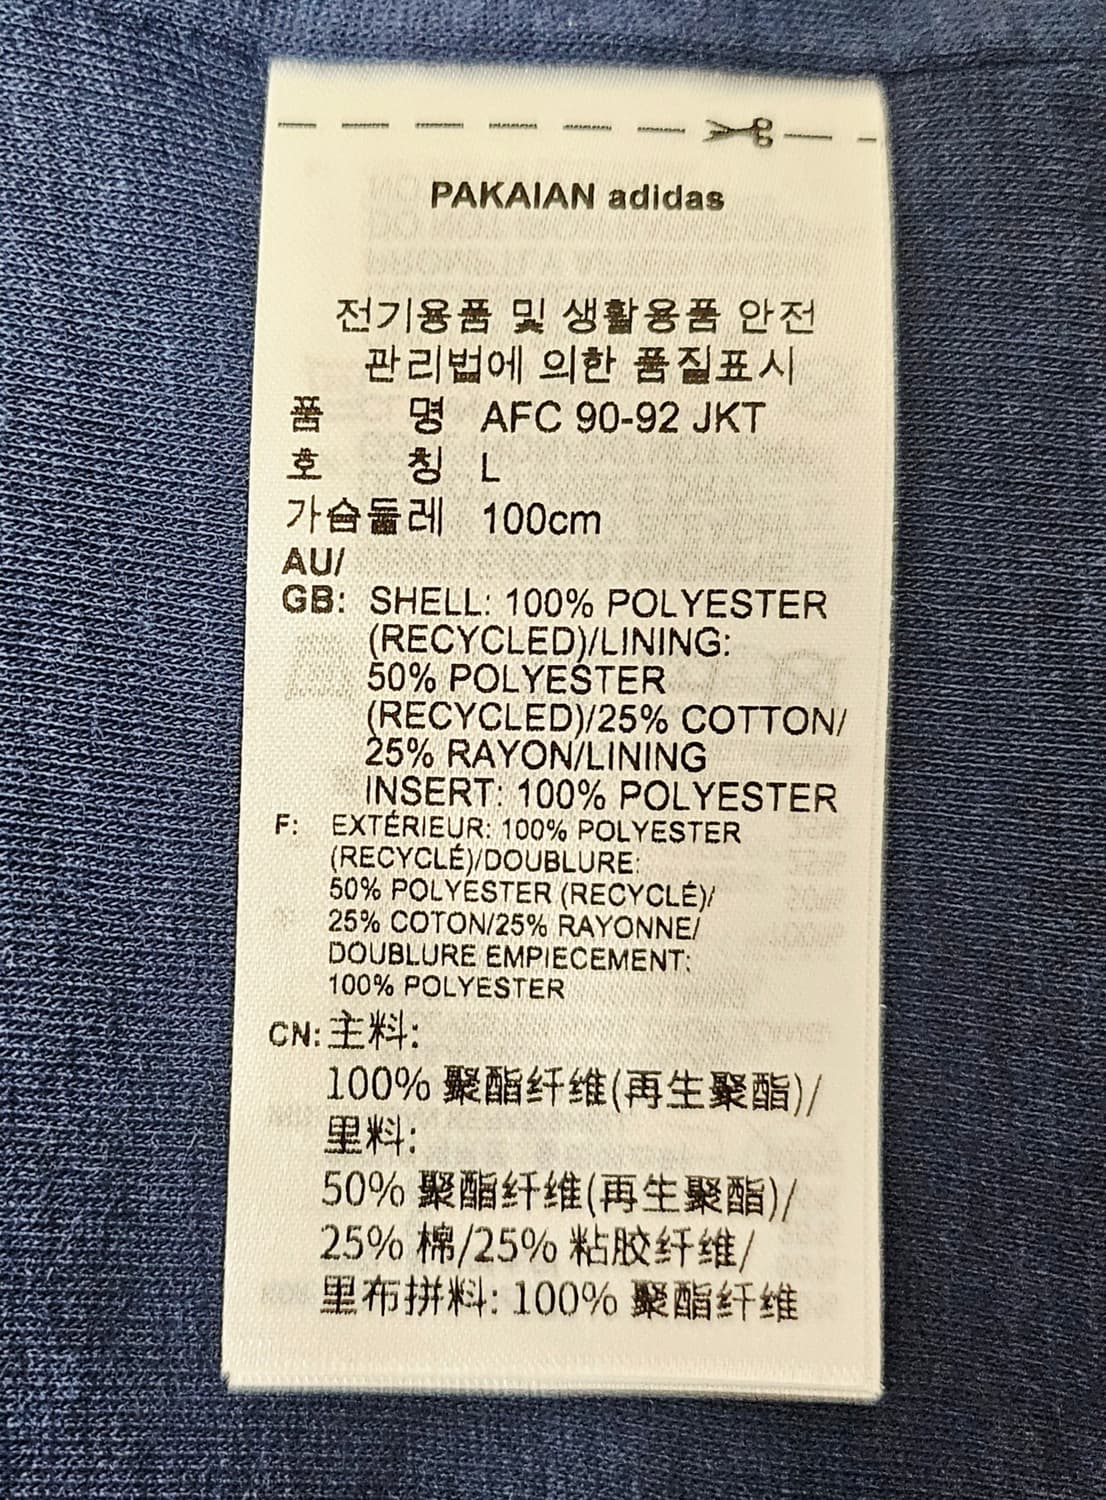 PAKAIAN adidas
전기용품 및 생활용품 안전
관리법에 의한 품질표시
품 명 AFC 90-92 JKT
호 칭 L
가슴둘레 100cm
AU/
GB: SHELL: 100% POLYESTER
(RECYCLED)/LINING:
50% POLYESTER
(RECYCLED)/25% COTTON/
25% RAYON/LINING
INSERT: 100% POLYESTER
F: EXTÉRIEUR: 100% POLYESTER
(RECYCLÉ)/DOUBLURE:
50% POLYESTER (RECYCLÉ)/
25% COTON/25% RAYONNE/
DOUBLURE EMPIECEMENT:
100% POLYESTER
CN: 主料:
100% 聚酯纤维(再生聚酯)/
里料:
50% 聚酯纤维(再生聚酯)/
25% 棉/25% 粘胶纤维/
里布拼料: 100% 聚酯纤维